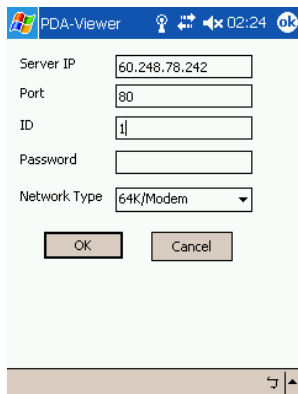 PDA-Viewer 02:24 ok
Server IP 60.248.78.242
Port 80
ID 1
Password
Network Type 64K/Modem
OK Cancel